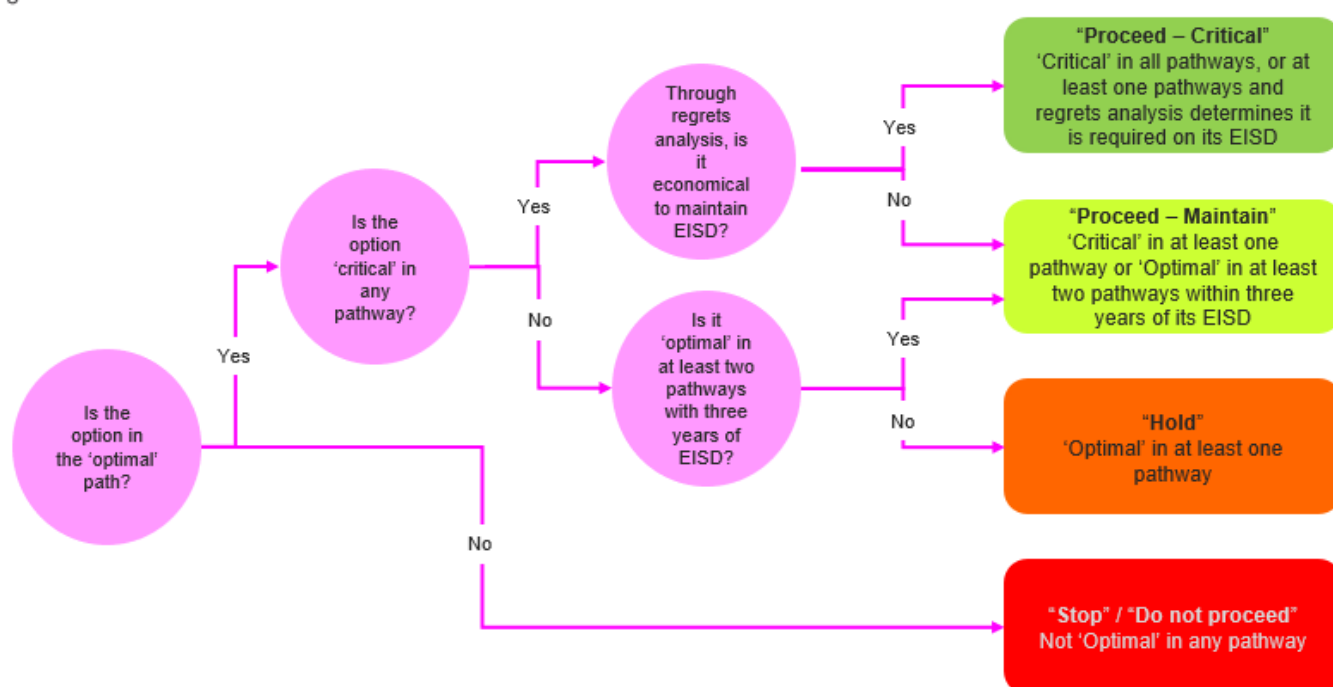 "Proceed – Critical"
'Critical' in all pathways, or at
least one pathways and
regrets analysis determines it
is required on its EISD
Through
regrets
analysis, is
it
economical
to maintain
EISD?
Yes
No
Is the
option
'critical' in
any
pathway?
Yes
No
"Proceed – Maintain"
'Critical' in at least one
pathway or 'Optimal' in at least
two pathways within three
years of its EISD
Is it
'optimal' in
at least two
pathways
with three
years of
EISD?
Yes
No
Is the
option in
the 'optimal'
path?
Yes
No
"Hold"
'Optimal' in at least one
pathway
"Stop" / "Do not proceed"
Not 'Optimal' in any pathway